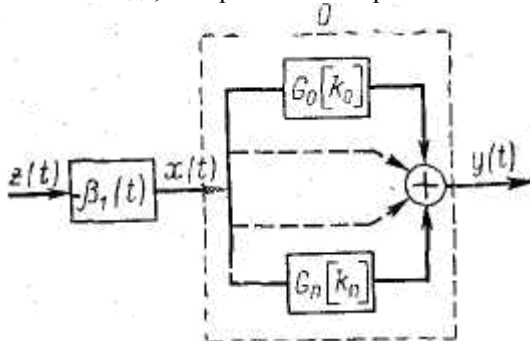 0
G₀[k₀]
z(t)
β₁(t)
x(t)
+
y(t)
Gₙ[kₙ]